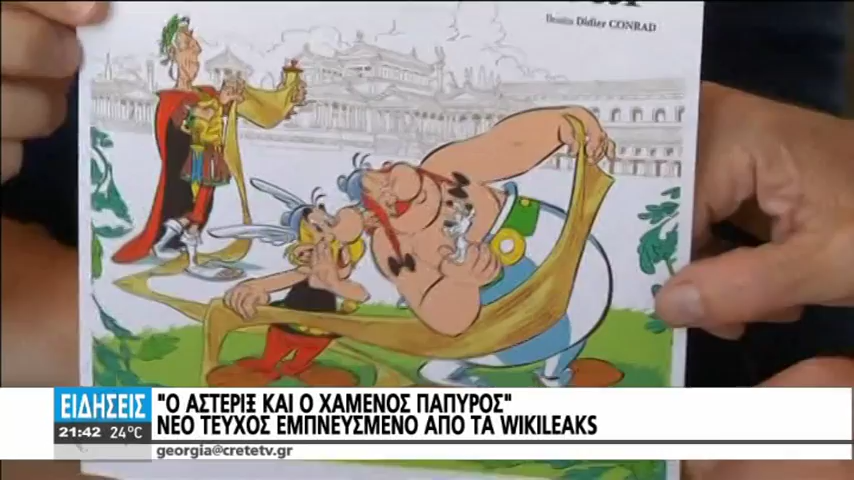 Dessin Didier CONRAD
ΕΙΔΗΣΕΙΣ
"Ο ΑΣΤΕΡΙΞ ΚΑΙ Ο ΧΑΜΕΝΟΣ ΠΑΠΥΡΟΣ"
ΝΕΟ ΤΕΥΧΟΣ ΕΜΠΝΕΥΣΜΕΝΟ ΑΠΟ ΤΑ WIKILEAKS
21:42 24°C
georgia@cretetv.gr